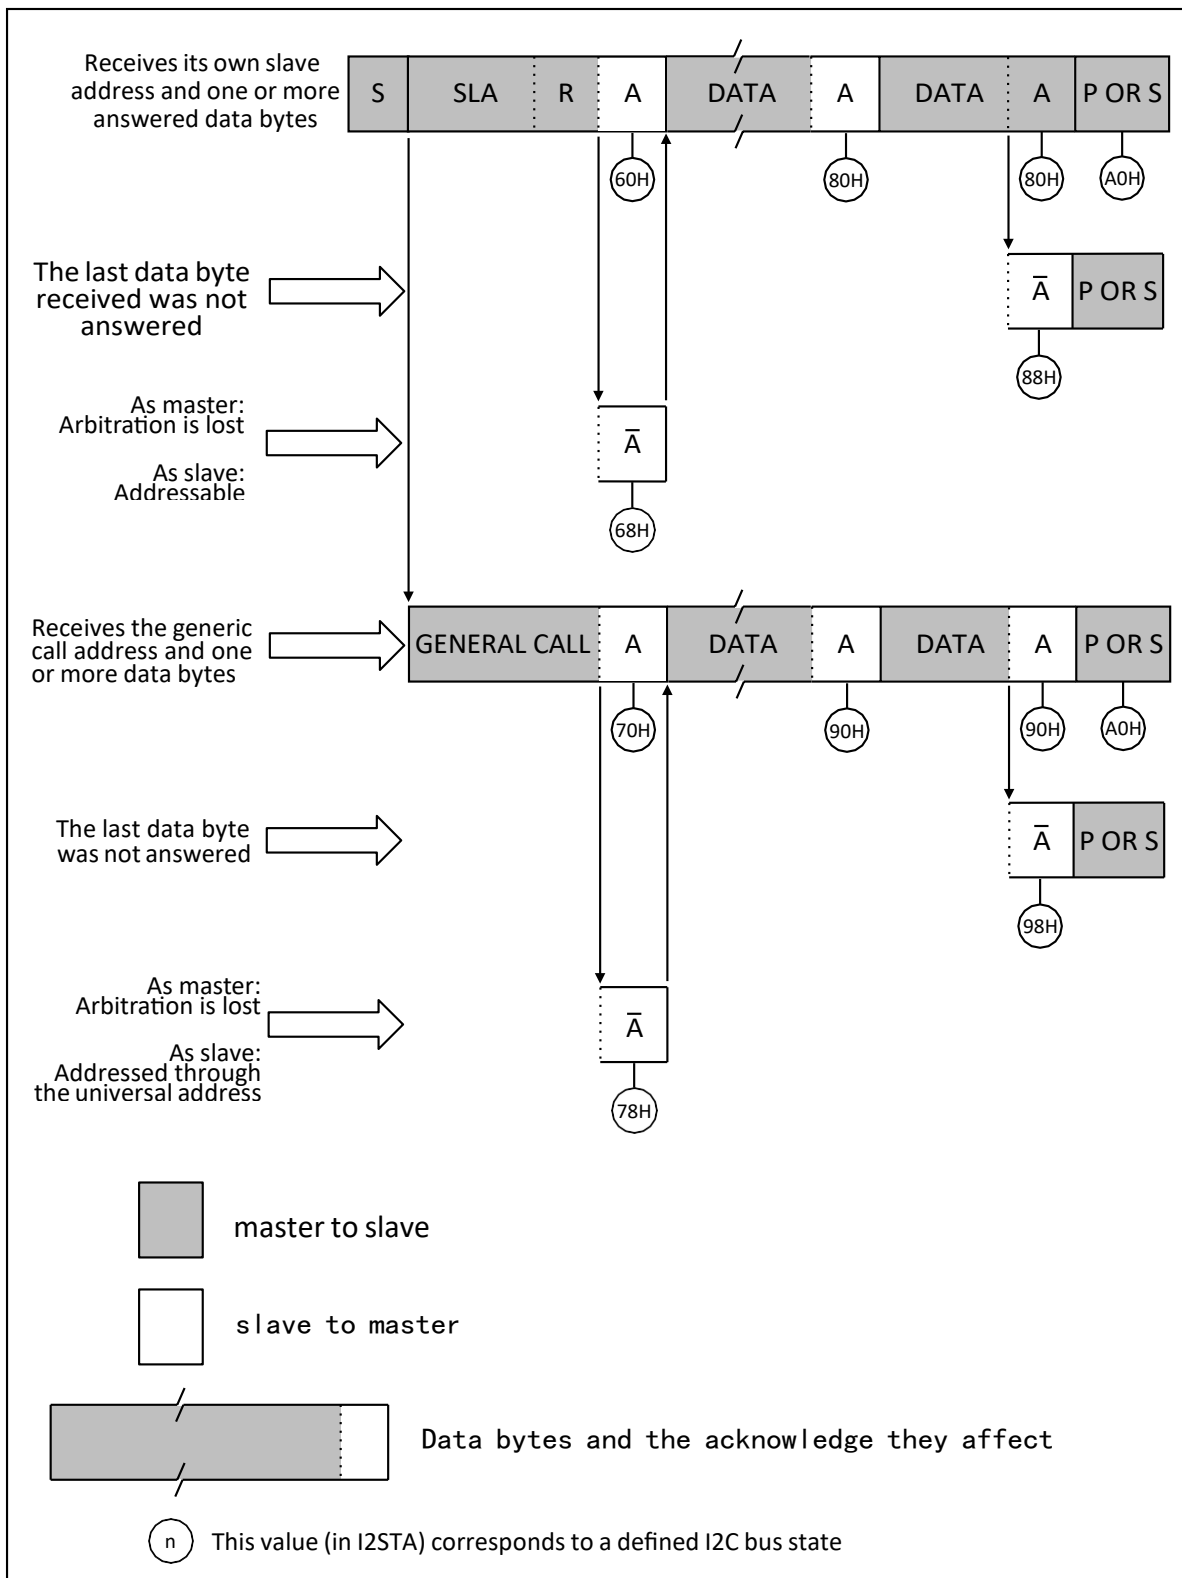 Receives its own slave
address and one or more
answered data bytes
S SLA R A DATA A DATA A P OR S
60H 80H 80H A0H
The last data byte
received was not
answered
Ā P OR S
88H
As master:
Arbitration is lost
As slave:
Addressable
Ā
68H
Receives the generic
call address and one
or more data bytes
GENERAL CALL A DATA A DATA A P OR S
70H 90H 90H A0H
The last data byte
was not answered
Ā P OR S
98H
As master:
Arbitration is lost
As slave:
Addressed through
the universal address
Ā
78H
master to slave
slave to master
Data bytes and the acknowledge they affect
n This value (in I2STA) corresponds to a defined I2C bus state